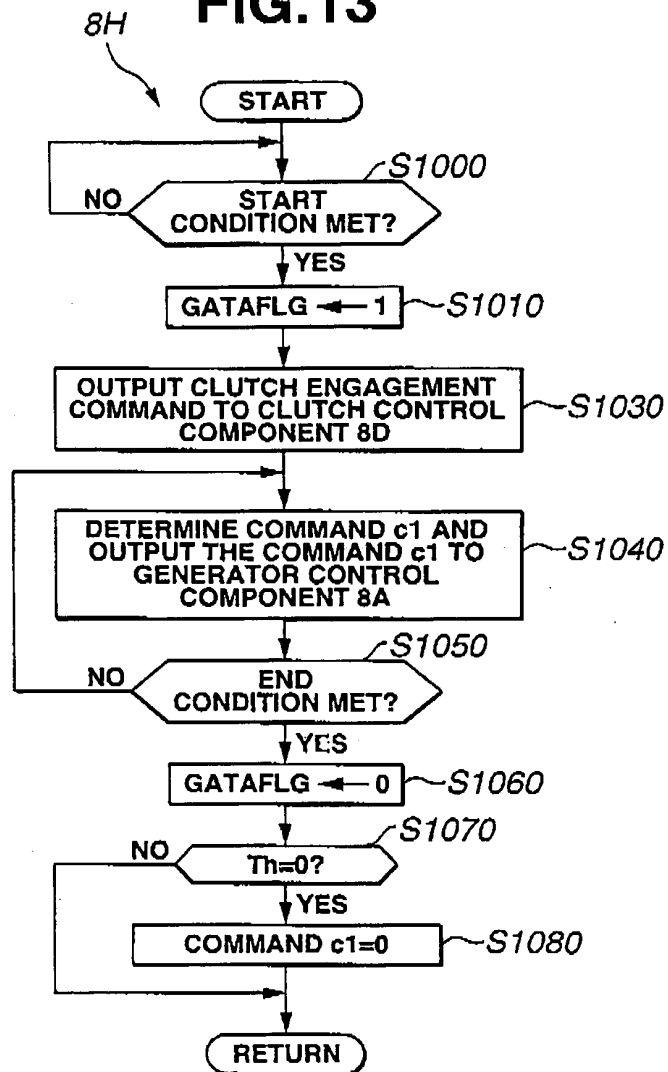 FIG.13
8H
START
S1000
NO
START
CONDITION MET?
YES
GATAFLG ← 1
S1010
OUTPUT CLUTCH ENGAGEMENT
COMMAND TO CLUTCH CONTROL
COMPONENT 8D
S1030
DETERMINE COMMAND c1 AND
OUTPUT THE COMMAND c1 TO
GENERATOR CONTROL
COMPONENT 8A
S1040
S1050
NO
END
CONDITION MET?
YES
GATAFLG ← 0
S1060
S1070
NO
Th=0?
YES
COMMAND c1=0
S1080
RETURN